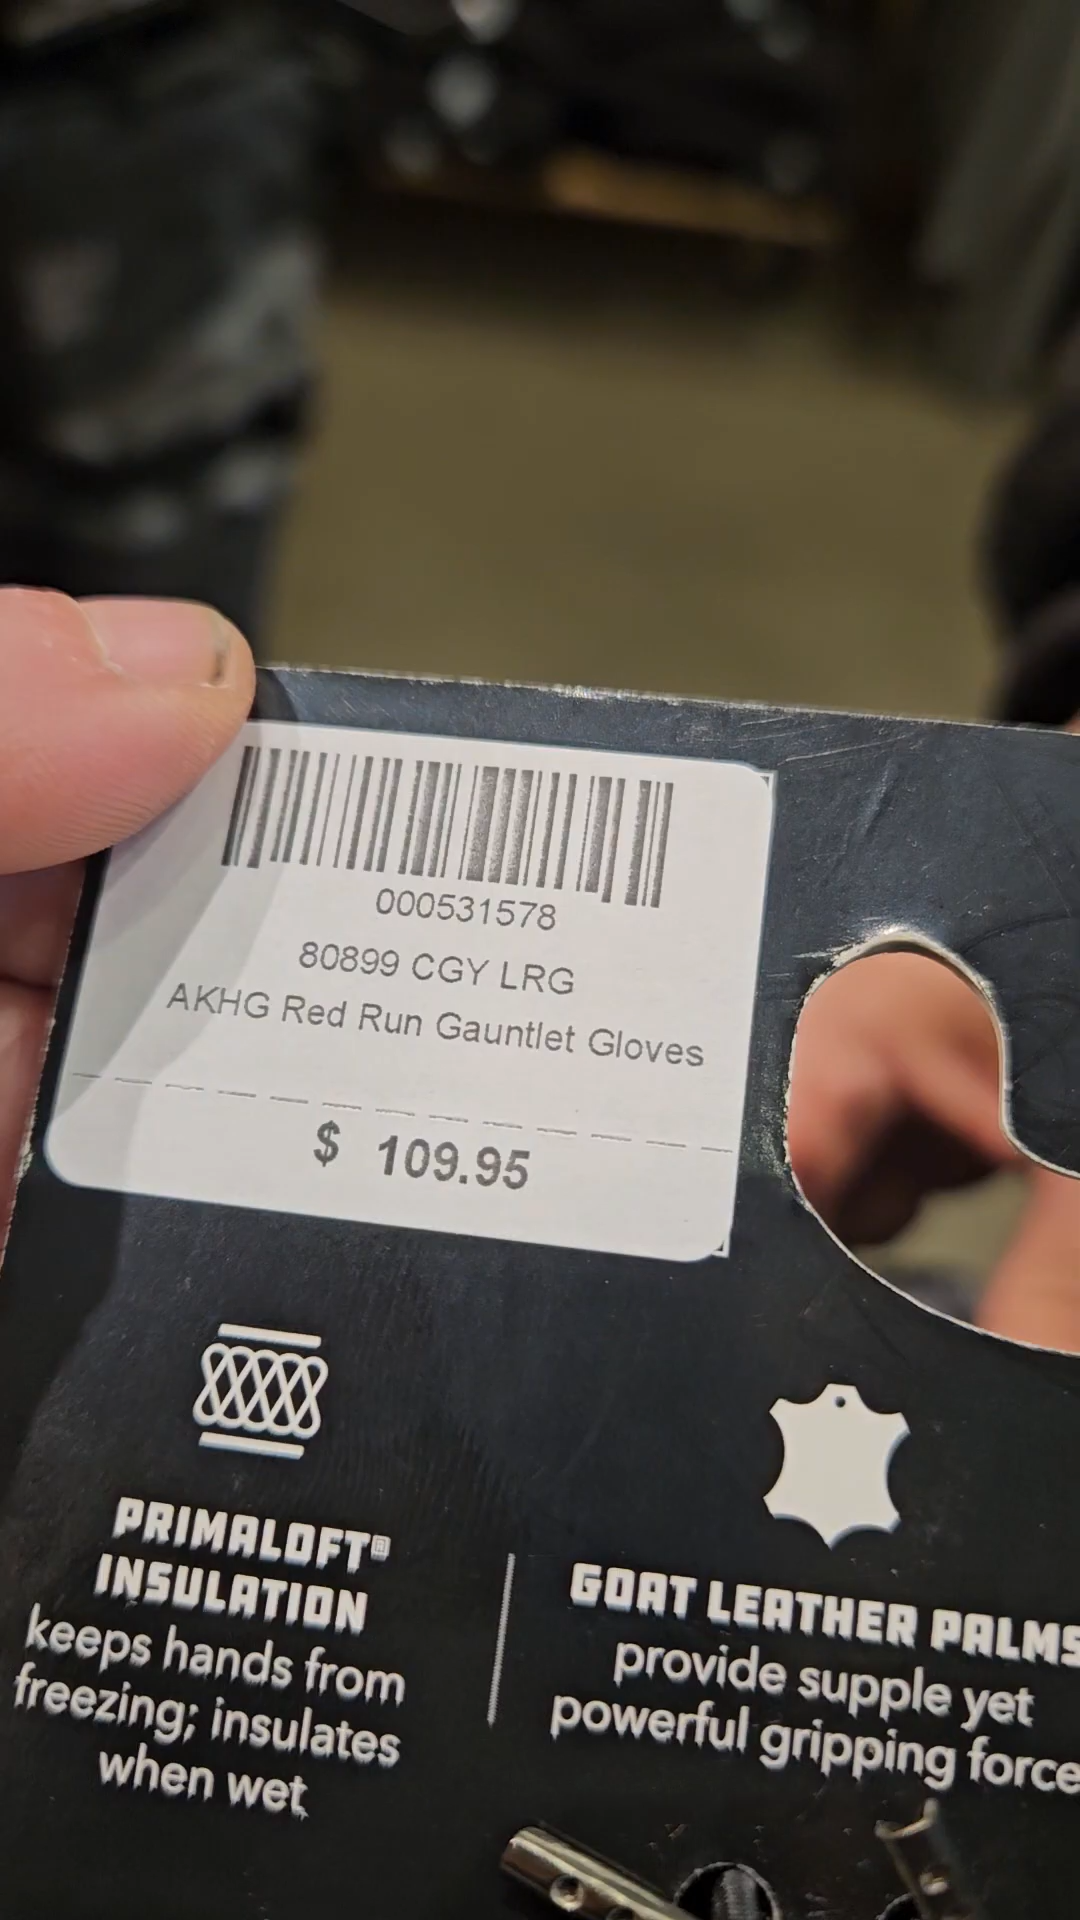 000531578
80899 CGY LRG
AKHG Red Run Gauntlet Gloves
$ 109.95
PRIMALOFT®
INSULATION
keeps hands from
freezing; insulates
when wet
GOAT LEATHER PALMS
provide supple yet
powerful gripping force